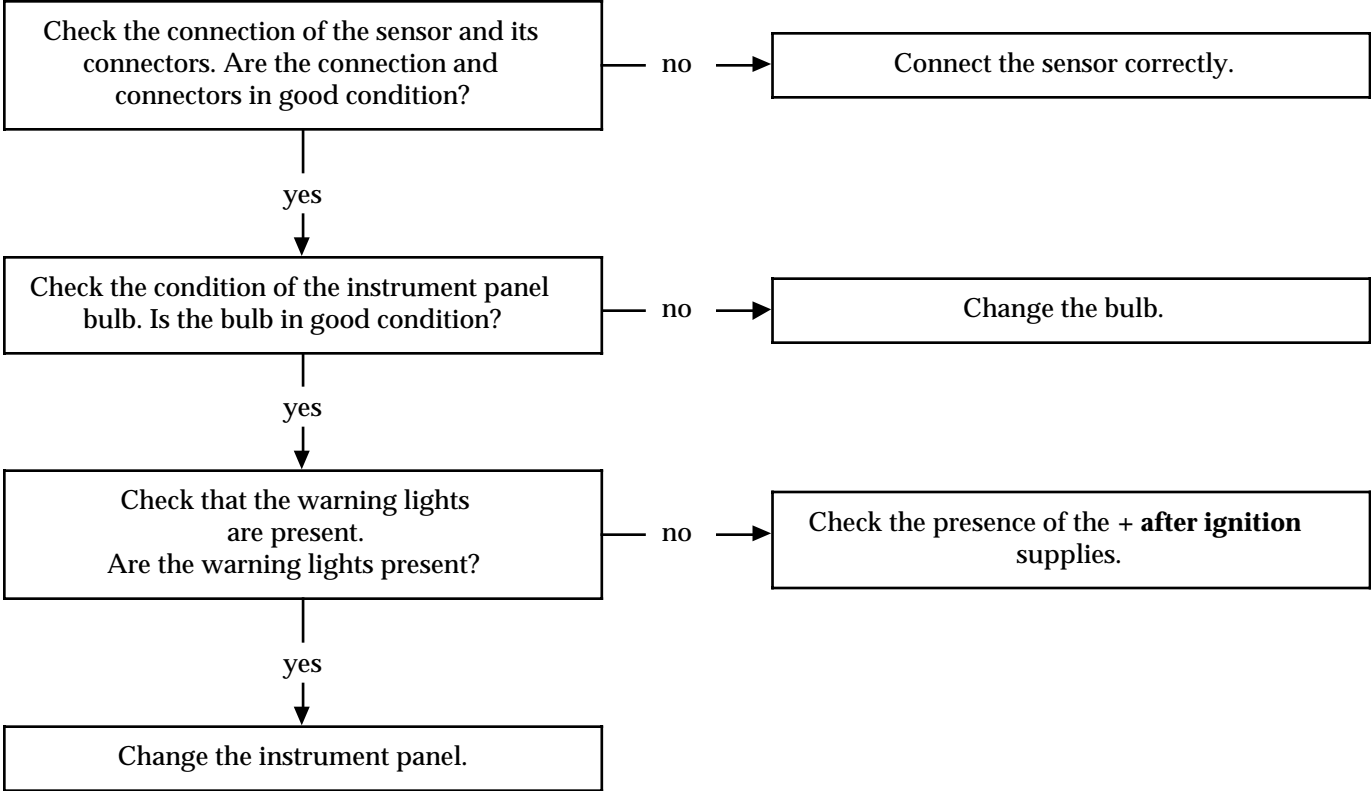 Check the connection of the sensor and its
connectors. Are the connection and
connectors in good condition?
no
Connect the sensor correctly.
yes
Check the condition of the instrument panel
bulb. Is the bulb in good condition?
no
Change the bulb.
yes
Check that the warning lights
are present.
Are the warning lights present?
no
Check the presence of the + after ignition
supplies.
yes
Change the instrument panel.